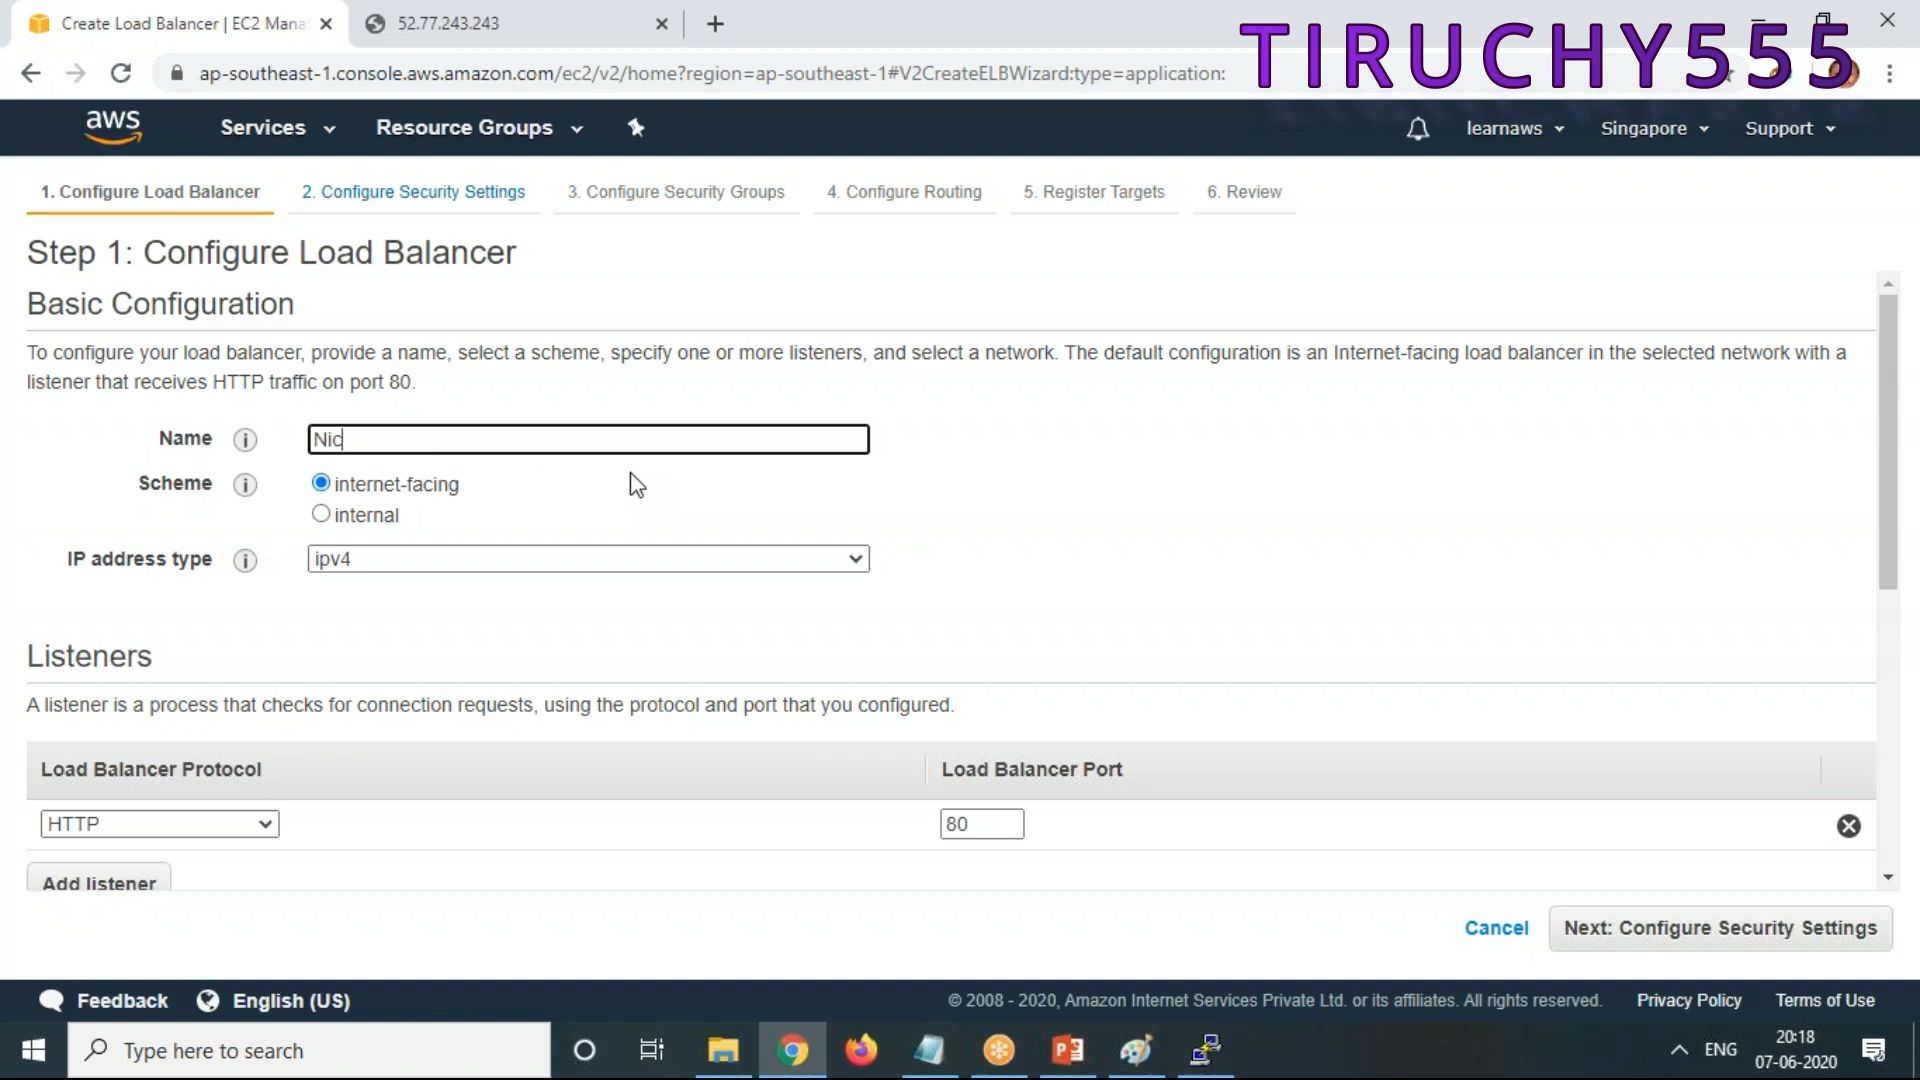 Create Load Balancer | EC2 Mana
52.77.243.243
TIRUCHY555
ap-southeast-1.console.aws.amazon.com/ec2/v2/home?region=ap-southeast-1#V2CreateELBWizard:type=application:
aws
Services
Resource Groups
learnaws
Singapore
Support
1. Configure Load Balancer
2. Configure Security Settings
3. Configure Security Groups
4. Configure Routing
5. Register Targets
6. Review
Step 1: Configure Load Balancer
Basic Configuration
To configure your load balancer, provide a name, select a scheme, specify one or more listeners, and select a network. The default configuration is an Internet-facing load balancer in the selected network with a
listener that receives HTTP traffic on port 80.
Name
Nic
Scheme
internet-facing
internal
IP address type
ipv4
Listeners
A listener is a process that checks for connection requests, using the protocol and port that you configured.
Load Balancer Protocol
Load Balancer Port
HTTP
80
Add listener
Cancel
Next: Configure Security Settings
Feedback
English (US)
© 2008 - 2020, Amazon Internet Services Private Ltd. or its affiliates. All rights reserved.
Privacy Policy
Terms of Use
Type here to search
ENG
20:18
07-06-2020